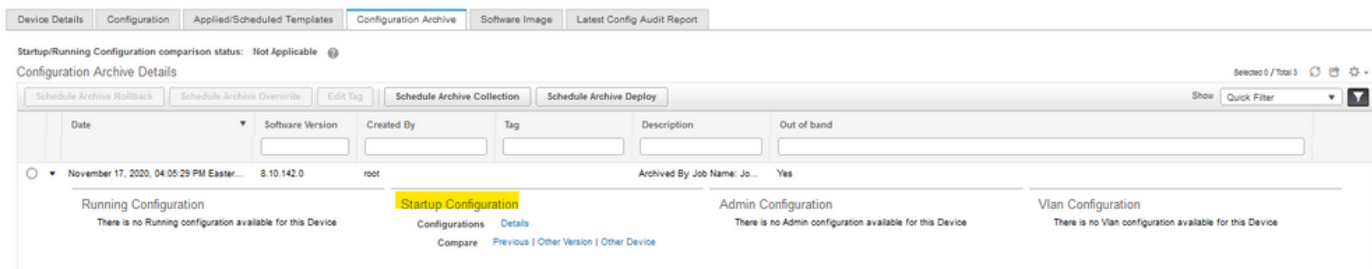 Device Details Configuration Applied/Scheduled Templates Configuration Archive Software Image Latest Config Audit Report
Startup/Running Configuration comparison status: Not Applicable
Configuration Archive Details Selected 0 / Total 3
Schedule Archive Rollback Schedule Archive Overwrite Edit Tag Schedule Archive Collection Schedule Archive Deploy Show Quick Filter
Date Software Version Created By Tag Description Out of band
November 17, 2020, 04:05:29 PM Easter... 8.10.142.0 root Archived By Job Name: Jo... Yes
Running Configuration Startup Configuration Admin Configuration Vlan Configuration
There is no Running configuration available for this Device Configurations Details There is no Admin configuration available for this Device There is no Vlan configuration available for this Device
Compare Previous | Other Version | Other Device